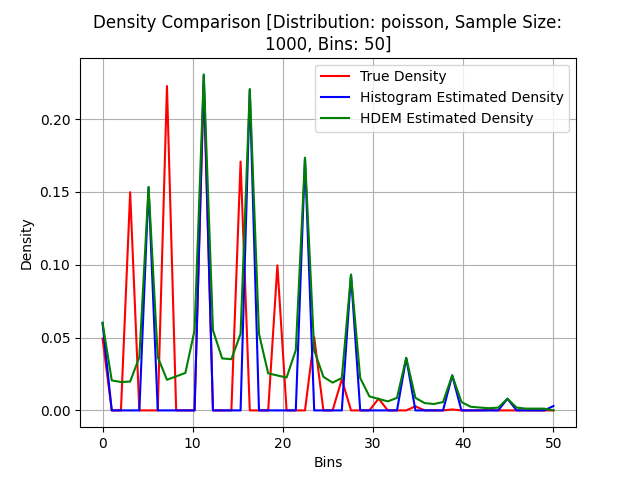 Density Comparison [Distribution: poisson, Sample Size:
1000, Bins: 50]
True Density
Histogram Estimated Density
HDEM Estimated Density
Density
0.20
0.15
0.10
0.05
0.00
0 10 20 30 40 50
Bins